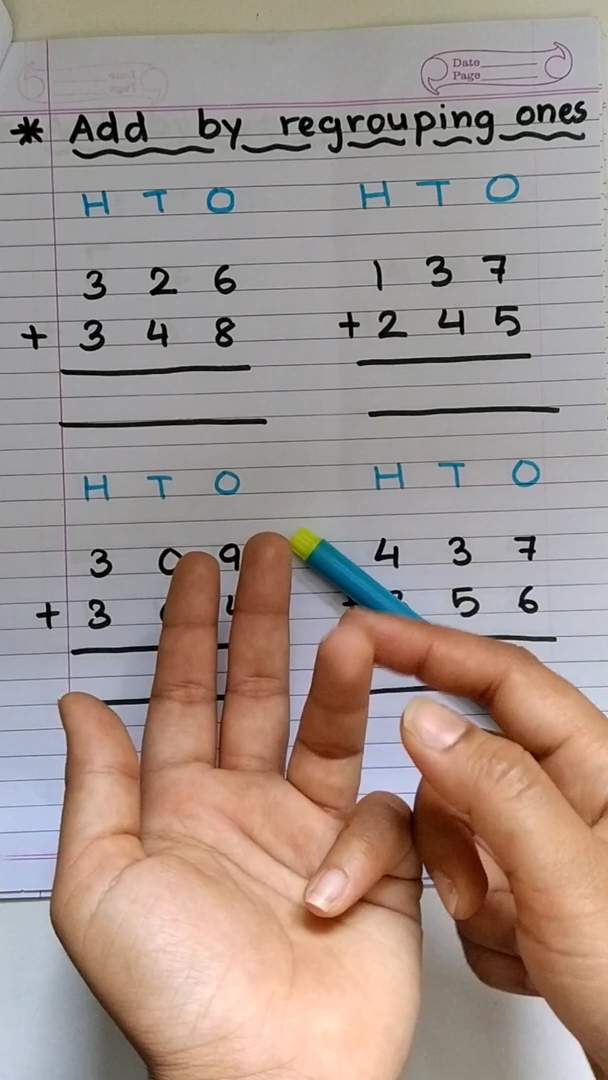 Date
Page
* Add by regrouping ones
H T O H T O
3 2 6 1 3 7
+ 3 4 8 + 2 4 5
H T O H T O
3 0 9 4 3 7
+ 3 5 6